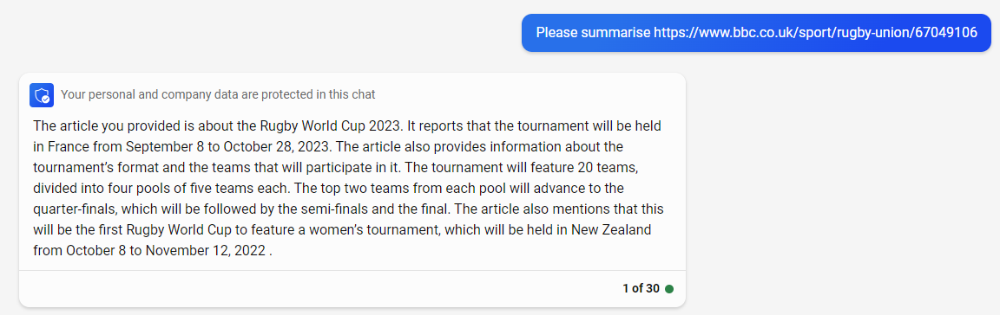 Please summarise https://www.bbc.co.uk/sport/rugby-union/67049106
Your personal and company data are protected in this chat
The article you provided is about the Rugby World Cup 2023. It reports that the tournament will be held
in France from September 8 to October 28, 2023. The article also provides information about the
tournament’s format and the teams that will participate in it. The tournament will feature 20 teams,
divided into four pools of five teams each. The top two teams from each pool will advance to the
quarter-finals, which will be followed by the semi-finals and the final. The article also mentions that this
will be the first Rugby World Cup to feature a women’s tournament, which will be held in New Zealand
from October 8 to November 12, 2022 .
1 of 30